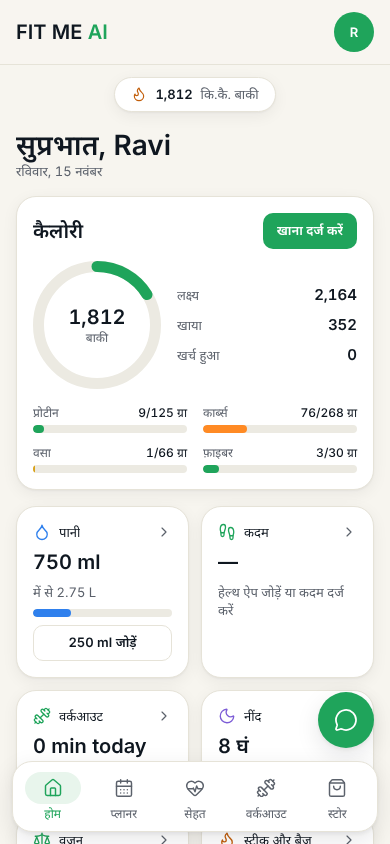 FIT ME AI
R
1,812 कि.कै. बाकी
सुप्रभात, Ravi
रविवार, 15 नवंबर
कैलोरी
खाना दर्ज करें
1,812
बाकी
लक्ष्य 2,164
खाया 352
खर्च हुआ 0
प्रोटीन 9/125 ग्रा
कार्ब्स 76/268 ग्रा
वसा 1/66 ग्रा
फ़ाइबर 3/30 ग्रा
पानी
750 ml
में से 2.75 L
250 ml जोड़ें
कदम
—
हेल्थ ऐप जोड़ें या कदम दर्ज
करें
वर्कआउट
0 min today
नींद
8 घं
होम
प्लानर
सेहत
वर्कआउट
स्टोर
वज़न
स्ट्रीक और बैज